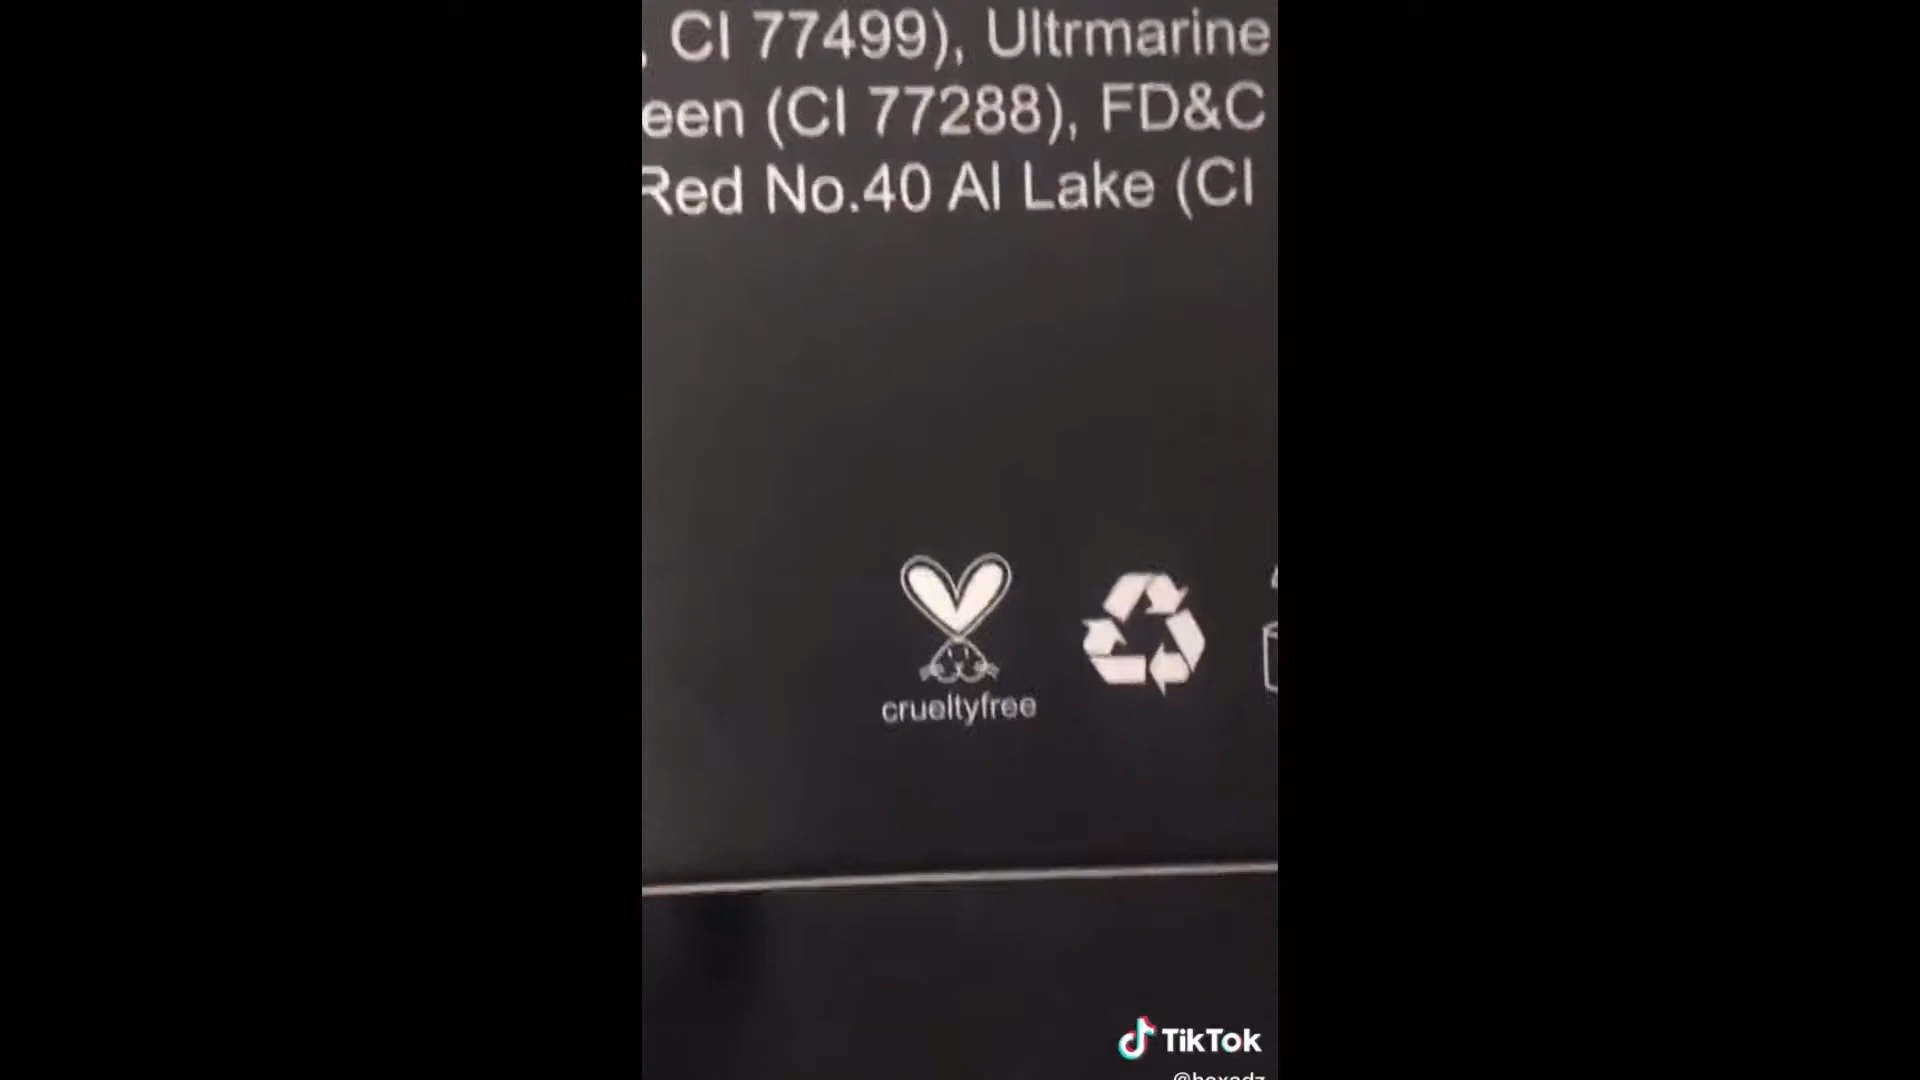 , CI 77499), Ultrmarine
een (CI 77288), FD&C
Red No.40 Al Lake (CI
crueltyfree
TikTok